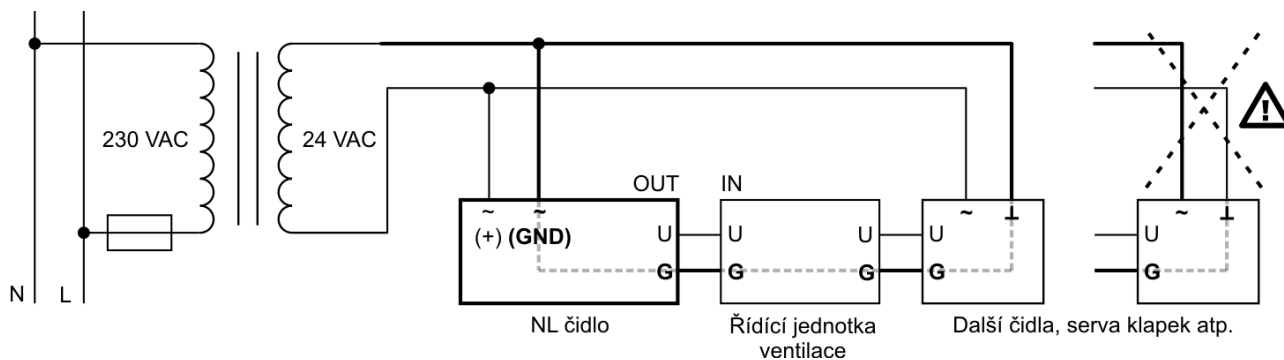 230 VAC
24 VAC
OUT
IN
~
~
~
⊥
~
⊥
(+) (GND)
U
U
U
U
U
G
G
G
G
N
L
NL čidlo
Řídící jednotka
ventilace
Další čidla, serva klapek atp.